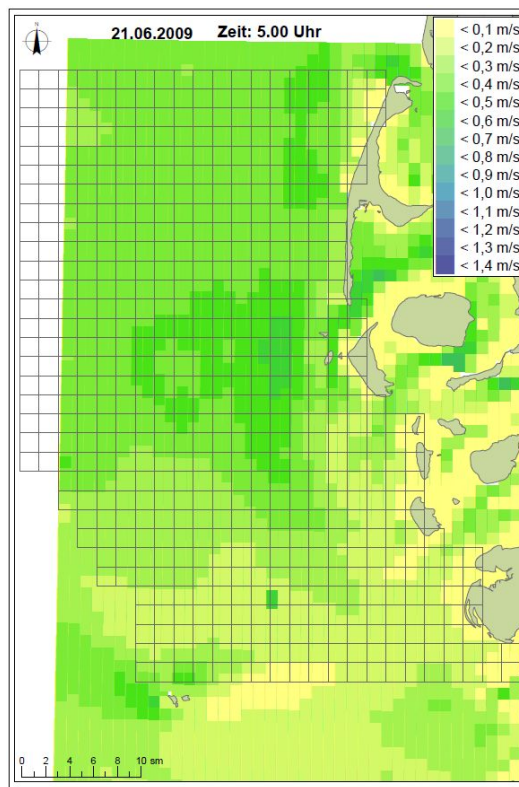 21.06.2009 Zeit: 5.00 Uhr
N
< 0,1 m/s
< 0,2 m/s
< 0,3 m/s
< 0,4 m/s
< 0,5 m/s
< 0,6 m/s
< 0,7 m/s
< 0,8 m/s
< 0,9 m/s
< 1,0 m/s
< 1,1 m/s
< 1,2 m/s
< 1,3 m/s
< 1,4 m/s
0 2 4 6 8 10 sm